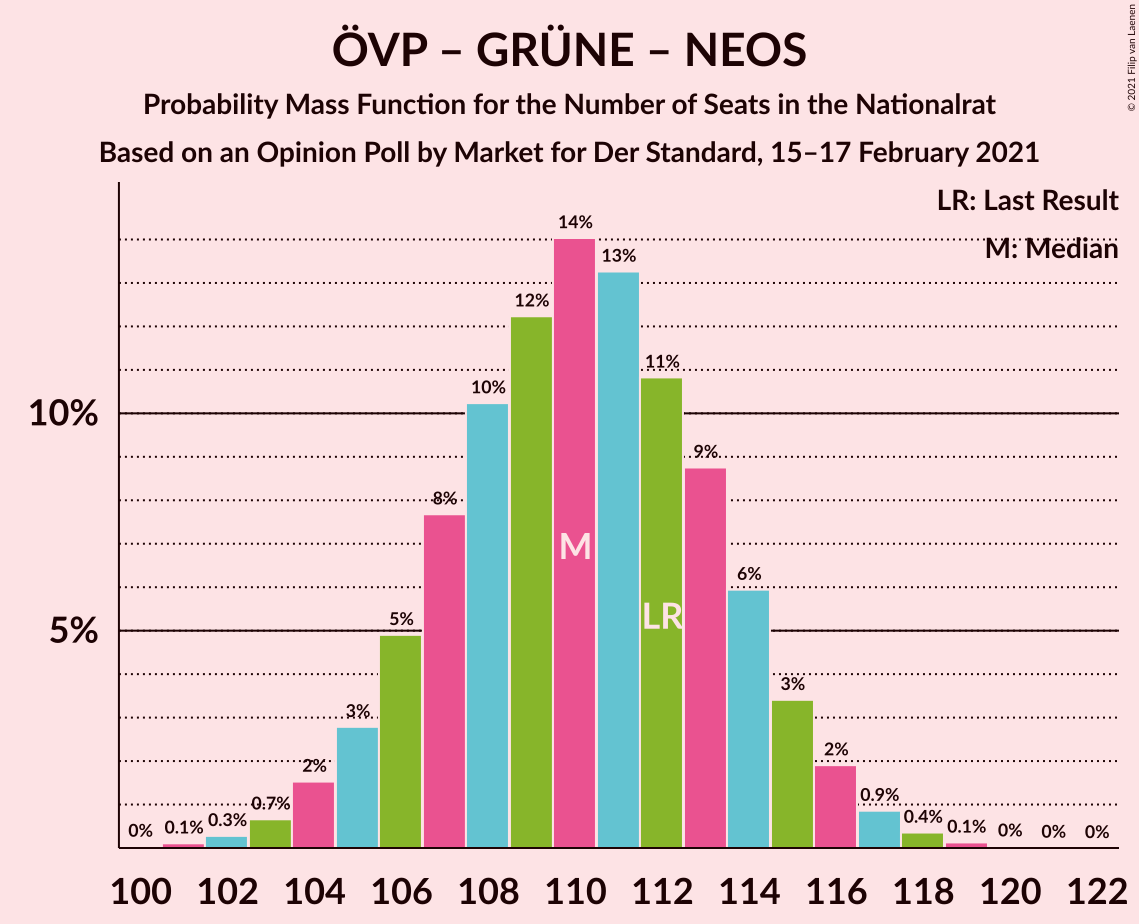 ÖVP – GRÜNE – NEOS
Probability Mass Function for the Number of Seats in the Nationalrat
Based on an Opinion Poll by Market for Der Standard, 15–17 February 2021
© 2021 Filip van Laenen
LR: Last Result
M: Median
14%
13%
12%
11%
10%
10%
9%
8%
M
6%
LR
5%
5%
3%
3%
2%
2%
0.9%
0.7%
0.4%
0.3%
0.1%
0.1%
0%
0%
0%
0%
100 102 104 106 108 110 112 114 116 118 120 122